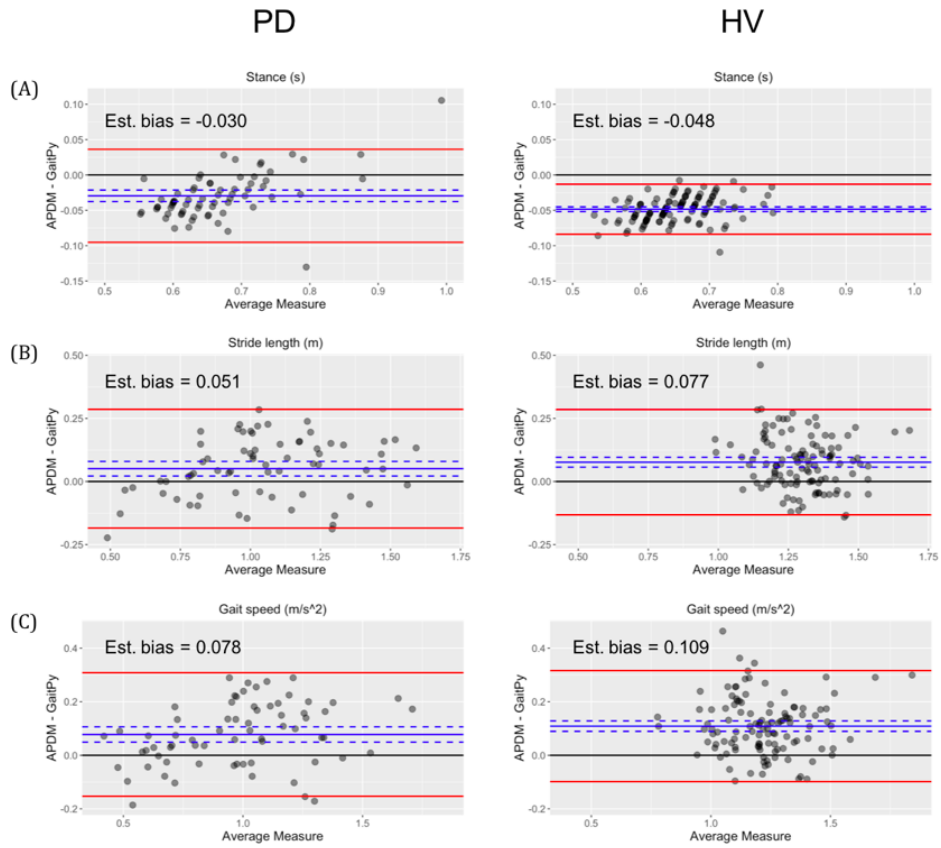 PD HV
(A) Stance (s) Stance (s)
Est. bias = -0.030 Est. bias = -0.048
APDM - GaitPy APDM - GaitPy
0.10 0.10
0.05 0.05
0.00 0.00
-0.05 -0.05
-0.10 -0.10
-0.15 -0.15
0.5 0.6 0.7 0.8 0.9 1.0 0.5 0.6 0.7 0.8 0.9 1.0
Average Measure Average Measure
(B) Stride length (m) Stride length (m)
Est. bias = 0.051 Est. bias = 0.077
APDM - GaitPy APDM - GaitPy
0.50 0.50
0.25 0.25
0.00 0.00
-0.25 -0.25
0.50 0.75 1.00 1.25 1.50 1.75 0.50 0.75 1.00 1.25 1.50 1.75
Average Measure Average Measure
(C) Gait speed (m/s^2) Gait speed (m/s^2)
Est. bias = 0.078 Est. bias = 0.109
APDM - GaitPy APDM - GaitPy
0.4 0.4
0.2 0.2
0.0 0.0
-0.2 -0.2
0.5 1.0 1.5 0.5 1.0 1.5
Average Measure Average Measure